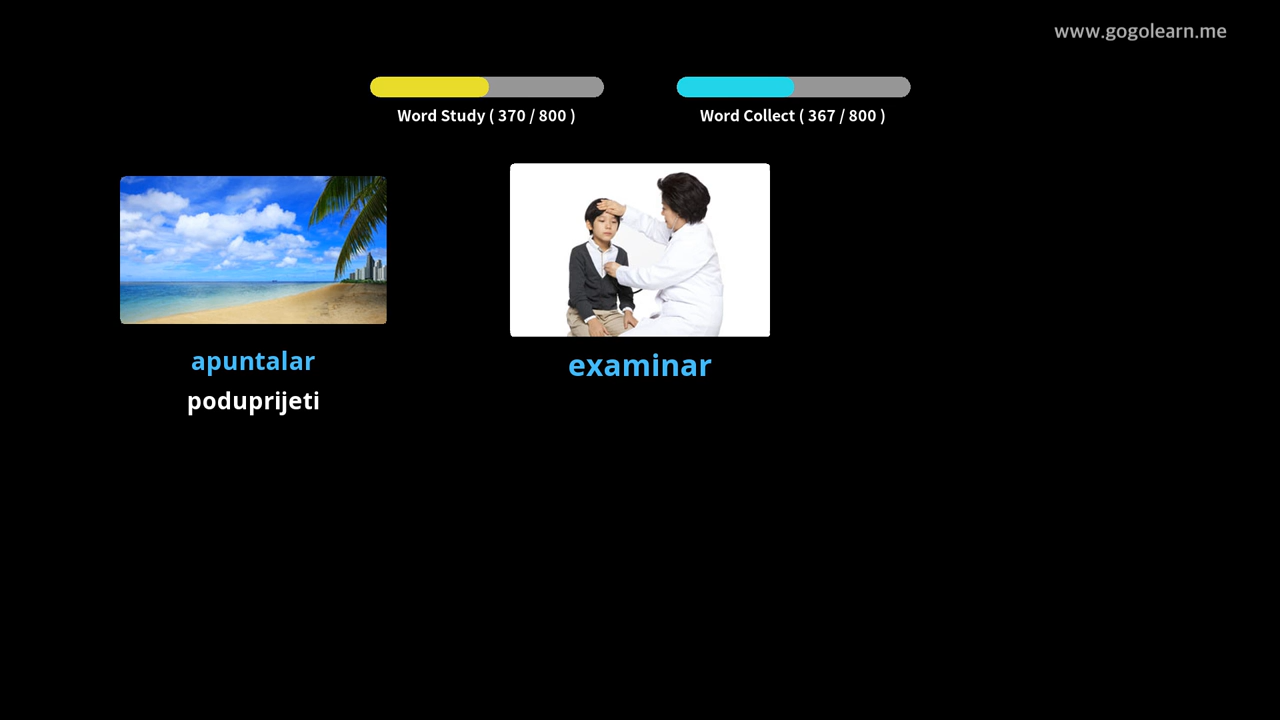 www.gogolearn.me
Word Study ( 370 / 800 )
Word Collect ( 367 / 800 )
apuntalar
poduprijeti
examinar